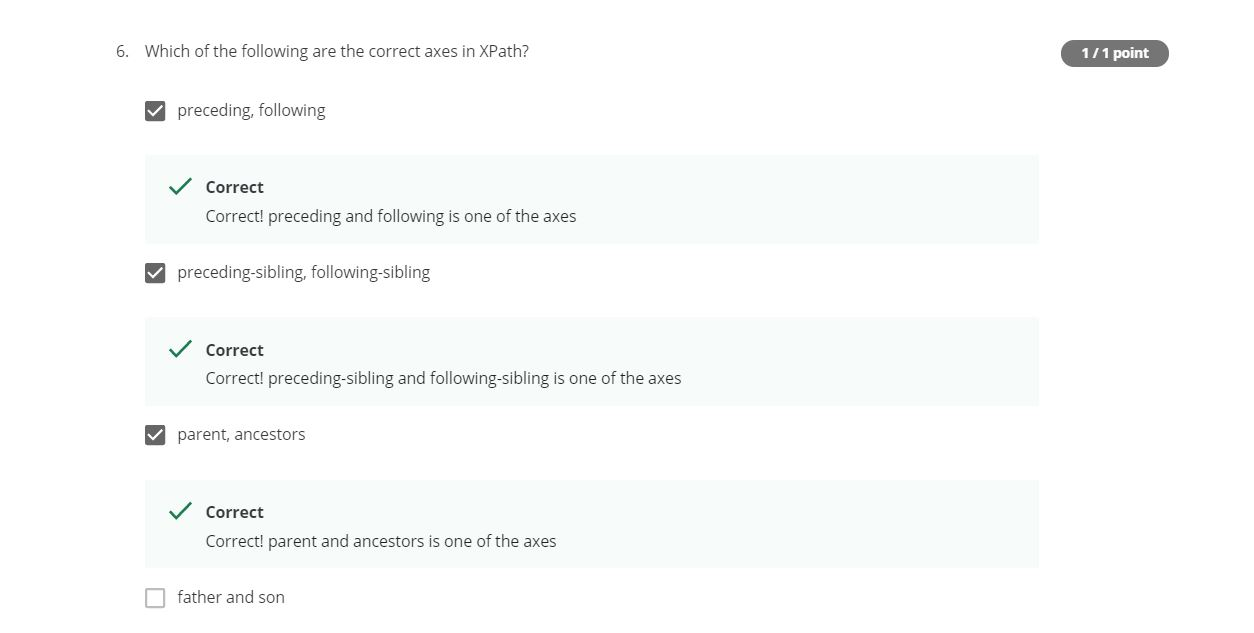 6. Which of the following are the correct axes in XPath?
1 / 1 point
preceding, following
Correct
Correct! preceding and following is one of the axes
preceding-sibling, following-sibling
Correct
Correct! preceding-sibling and following-sibling is one of the axes
parent, ancestors
Correct
Correct! parent and ancestors is one of the axes
father and son